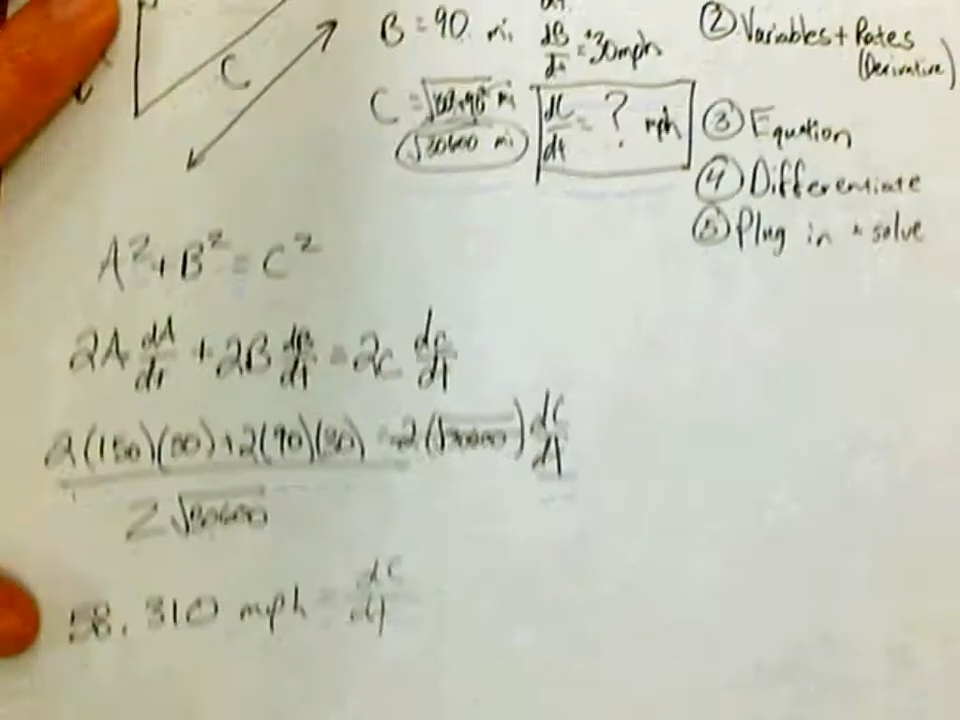 C
B = 90 mi
dB/dt = +30mph
C = √(150²+90²) mi
√30600 mi
dC/dt = ? mph
② Variables + Rates
(Derivative)
③ Equation
④ Differentiate
⑤ Plug in + solve
A² + B² = C²
2A dA/dt + 2B dB/dt = 2C dC/dt
2(150)(50)+2(90)(30) = 2(√30600) dC/dt
2√30600
58.310 mph = dC/dt